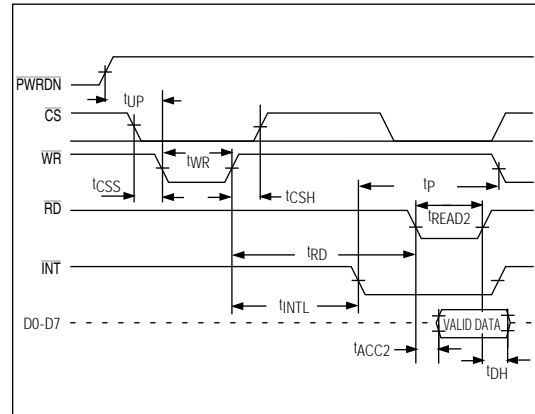 PWRDN
tUP
CS
WR
tWR
tCSS
tCSH
tP
RD
tREAD2
tRD
INT
tINTL
D0-D7
VALID DATA
tACC2
tDH